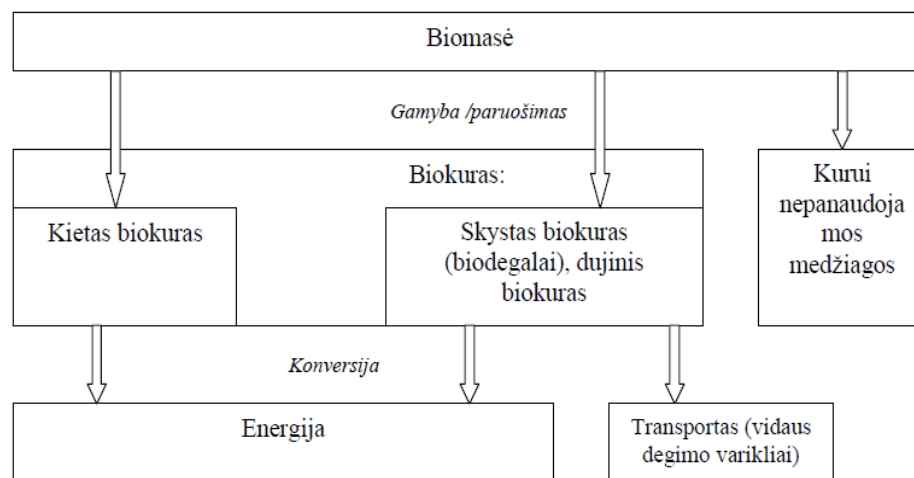 Biomasė
Gamyba /paruošimas
Biokuras:
Kietas biokuras
Skystas biokuras
(biodegalai), dujinis
biokuras
Kurui
nepanaudoja
mos
medžiagos
Konversija
Energija
Transportas (vidaus
degimo varikliai)